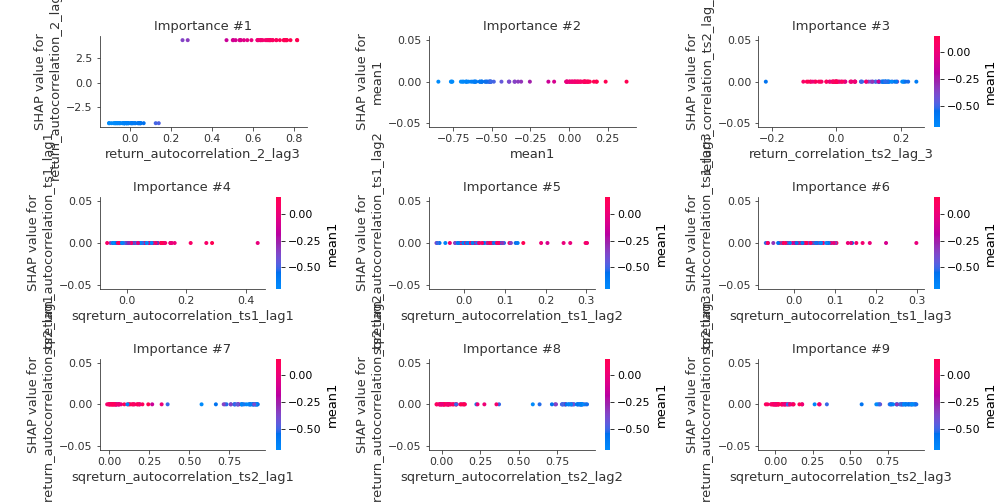 Importance #1
SHAP value for
return_autocorrelation_2_lag3
2.5
0.0
−2.5
0.0
0.2
0.4
0.6
0.8
return_autocorrelation_2_lag3
Importance #2
SHAP value for
mean1
0.05
0.00
−0.05
−0.75
−0.50
−0.25
0.00
0.25
mean1
Importance #3
SHAP value for
return_correlation_ts2_lag_3
0.05
0.00
−0.05
−0.2
0.0
0.2
return_correlation_ts2_lag_3
0.00
−0.25
−0.50
mean1
Importance #4
SHAP value for
sqreturn_autocorrelation_ts1_lag1
0.05
0.00
−0.05
0.0
0.2
0.4
sqreturn_autocorrelation_ts1_lag1
0.00
−0.25
−0.50
mean1
Importance #5
SHAP value for
sqreturn_autocorrelation_ts1_lag2
0.05
0.00
−0.05
0.0
0.1
0.2
0.3
sqreturn_autocorrelation_ts1_lag2
0.00
−0.25
−0.50
mean1
Importance #6
SHAP value for
sqreturn_autocorrelation_ts1_lag3
0.05
0.00
−0.05
0.0
0.1
0.2
0.3
sqreturn_autocorrelation_ts1_lag3
0.00
−0.25
−0.50
mean1
Importance #7
SHAP value for
sqreturn_autocorrelation_ts2_lag1
0.05
0.00
−0.05
0.00
0.25
0.50
0.75
sqreturn_autocorrelation_ts2_lag1
0.00
−0.25
−0.50
mean1
Importance #8
SHAP value for
sqreturn_autocorrelation_ts2_lag2
0.05
0.00
−0.05
0.00
0.25
0.50
0.75
sqreturn_autocorrelation_ts2_lag2
0.00
−0.25
−0.50
mean1
Importance #9
SHAP value for
sqreturn_autocorrelation_ts2_lag3
0.05
0.00
−0.05
0.00
0.25
0.50
0.75
sqreturn_autocorrelation_ts2_lag3
0.00
−0.25
−0.50
mean1